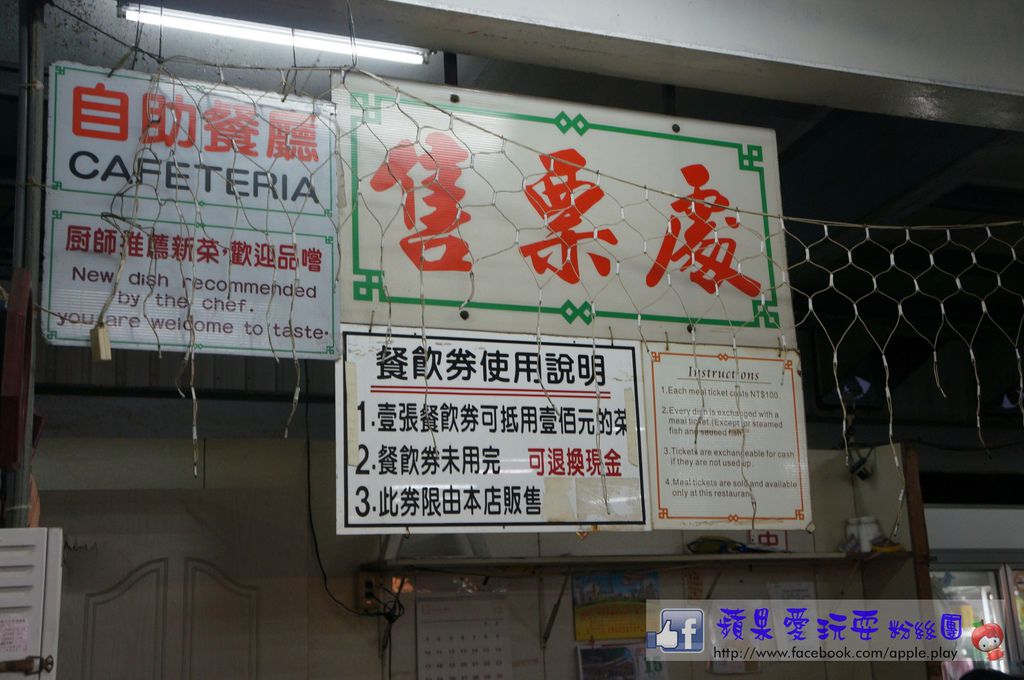 自助餐廳
CAFETERIA
廚師推薦新菜,歡迎品嚐
New dish recommended
by the chef.
you are welcome to taste.
售票處
餐飲券使用說明
1.壹張餐飲券可抵用壹佰元的茶
2.餐飲券未用完 可退換現金
3.此券限由本店販售
Instructions
1.Each meal ticket costs NT$100.
2.Every dish is exchanged with a
meal ticket.(Except for steamed
fish and sauced fish)
3.Tickets are exchangeable for cash
if they are not used up.
4.Meal tickets are sold and available
only at this restaurant.
中
f 蘋果愛玩耍粉絲團
http://www.facebook.com/apple.play